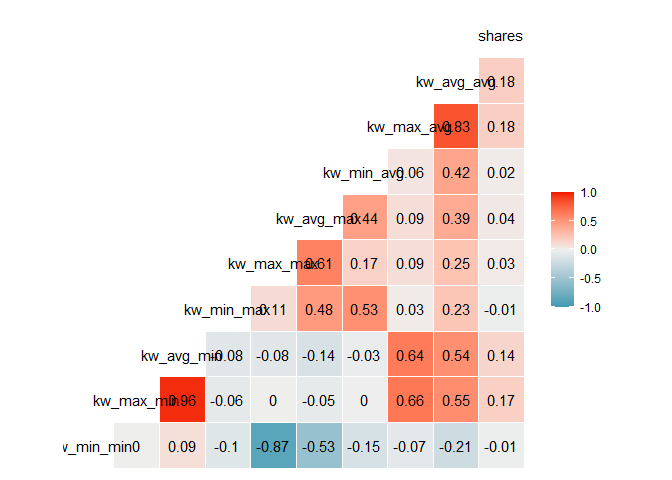 shares
kw_avg_avg 0.18
kw_max_avg 0.83 0.18
kw_min_avg 0.06 0.42 0.02
kw_avg_max 0.44 0.09 0.39 0.04
kw_max_max 0.61 0.17 0.09 0.25 0.03
kw_min_max 0.11 0.48 0.53 0.03 0.23 -0.01
kw_avg_min -0.08 -0.08 -0.14 -0.03 0.64 0.54 0.14
kw_max_min 0.96 -0.06 0 -0.05 0 0.66 0.55 0.17
w_min_min 0 0.09 -0.1 -0.87 -0.53 -0.15 -0.07 -0.21 -0.01
1.0
0.5
0.0
-0.5
-1.0